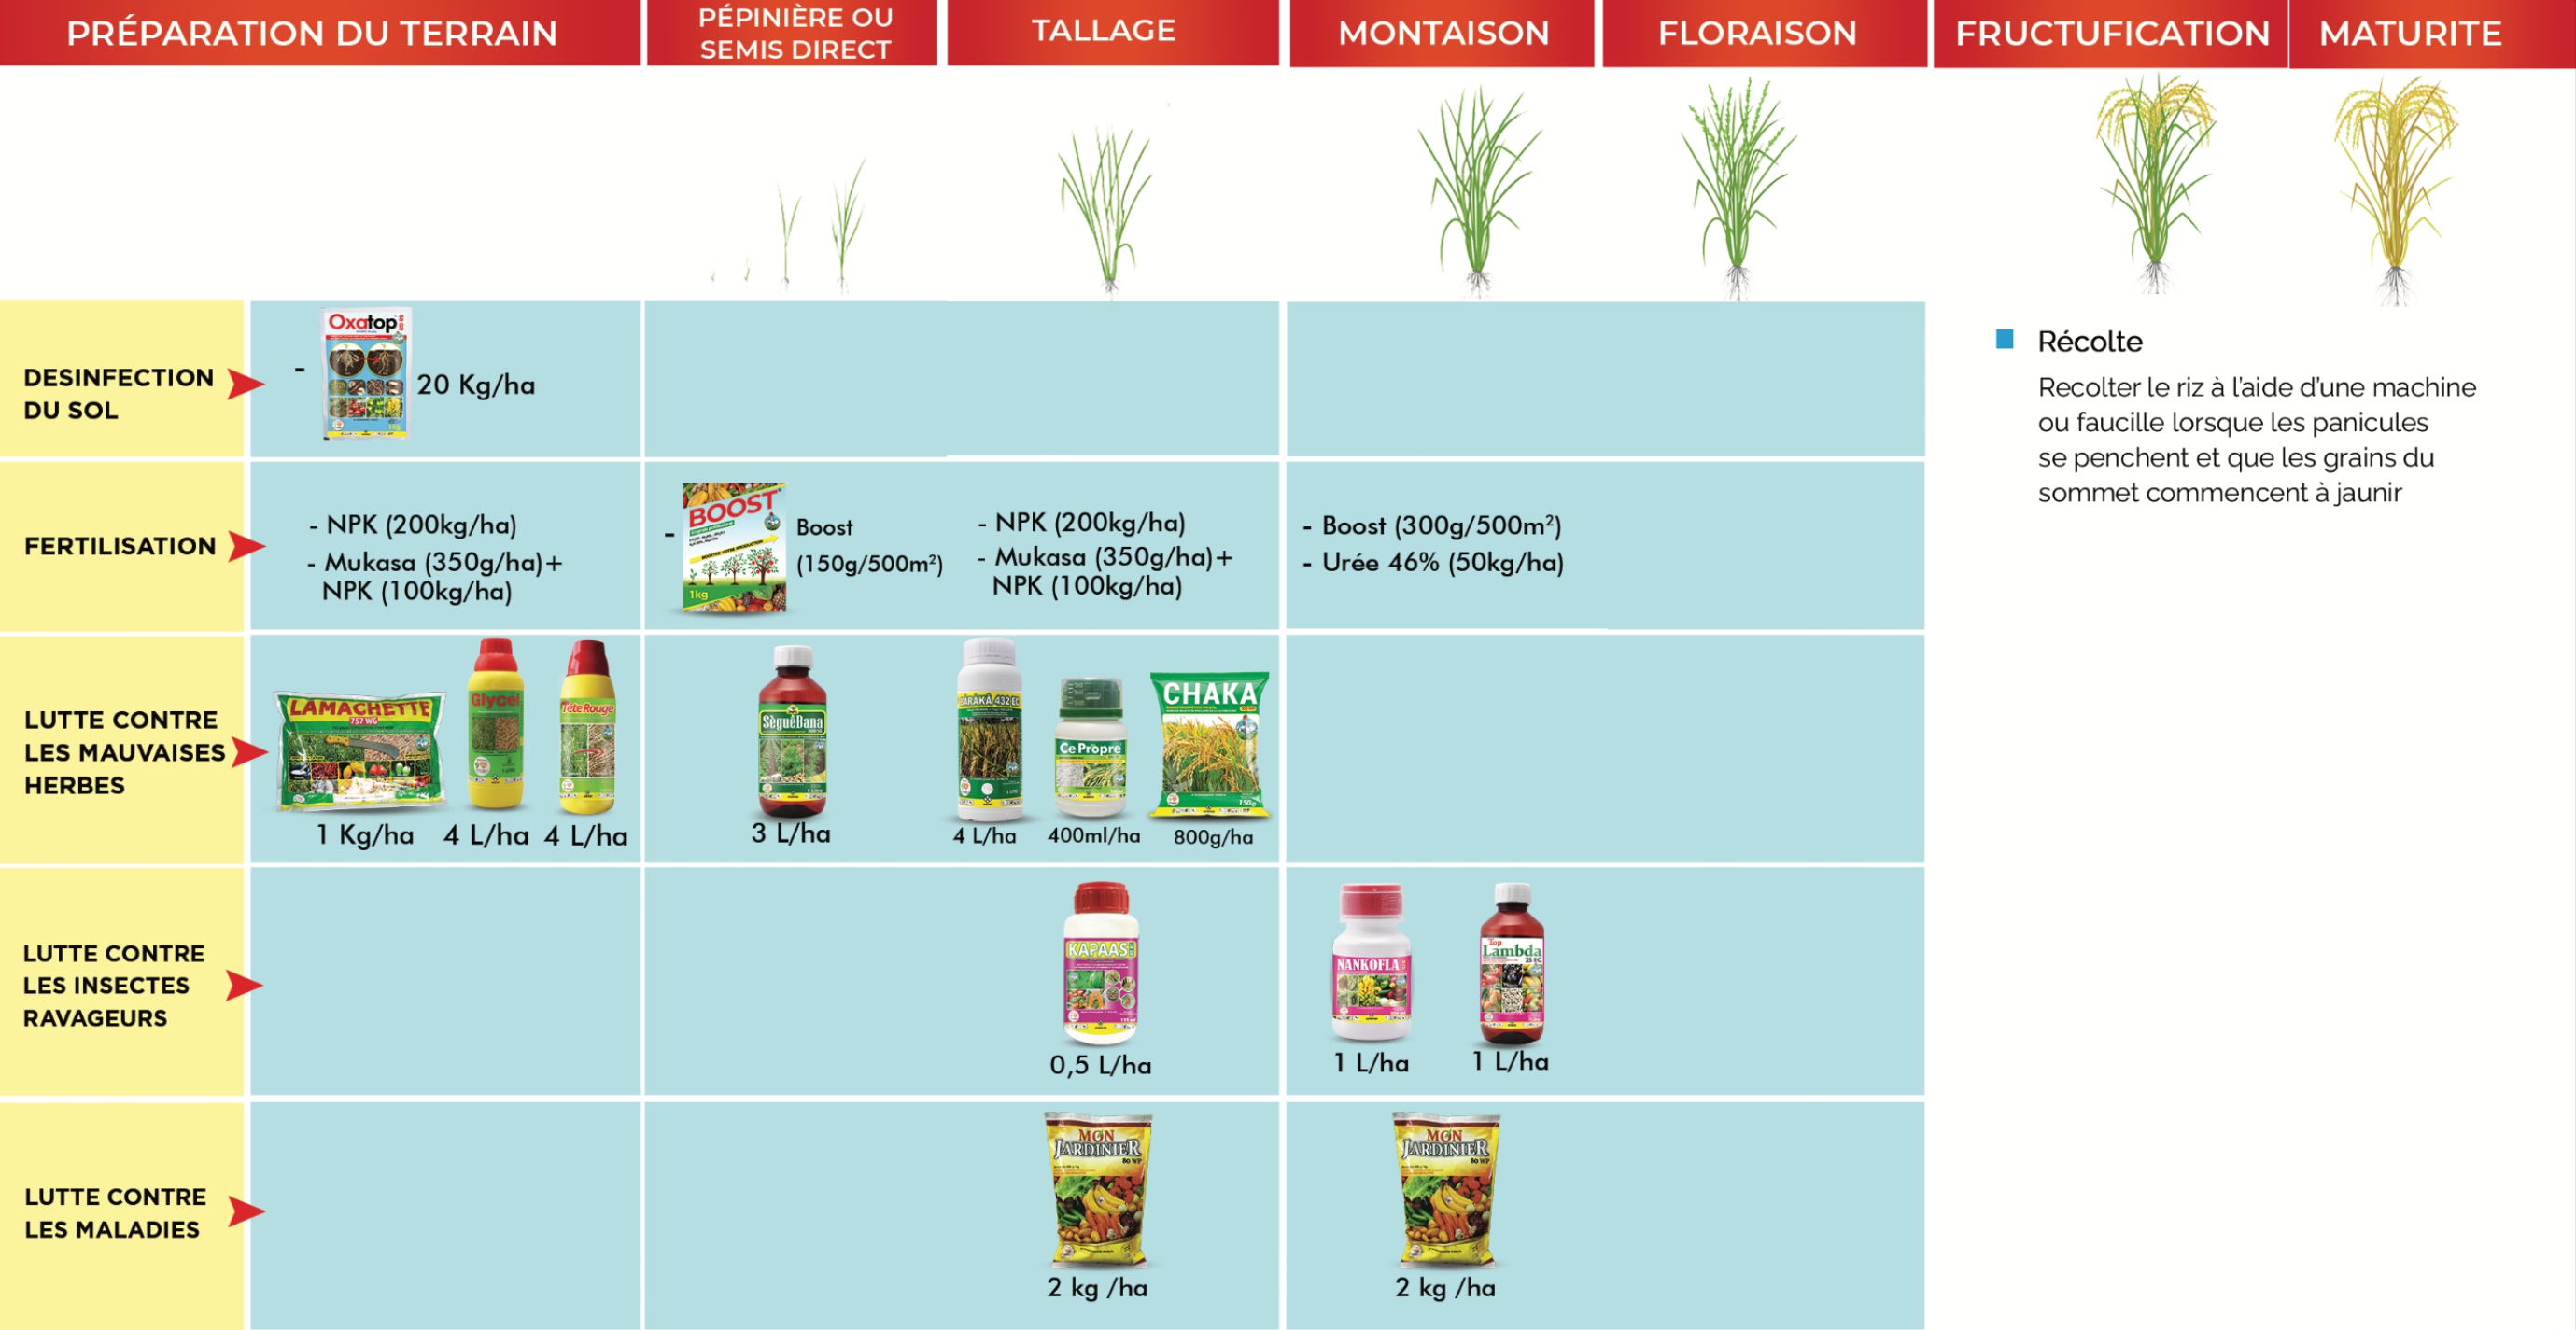 PRÉPARATION DU TERRAIN
PÉPINIÈRE OU
SEMIS DIRECT
TALLAGE
MONTAISON
FLORAISON
FRUCTUFICATION
MATURITE
DESINFECTION
DU SOL
-
Oxatop
20 Kg/ha
Récolte
Recolter le riz à l'aide d'une machine
ou faucille lorsque les panicules
se penchent et que les grains du
sommet commencent à jaunir
FERTILISATION
- NPK (200kg/ha)
- Mukasa (350g/ha)+
NPK (100kg/ha)
-
BOOST
1kg
Boost
(150g/500m²)
- NPK (200kg/ha)
- Mukasa (350g/ha)+
NPK (100kg/ha)
- Boost (300g/500m²)
- Urée 46% (50kg/ha)
LUTTE CONTRE
LES MAUVAISES
HERBES
LAMACHETTE
757 WG
Glycel
Tête Rouge
SèguéBana
Ce Propre
CHAKA
150g
1 Kg/ha
4 L/ha
4 L/ha
3 L/ha
4 L/ha
400ml/ha
800g/ha
LUTTE CONTRE
LES INSECTES
RAVAGEURS
KAPAAS
NANKOFLA
Top
Lambda
25 EC
0,5 L/ha
1 L/ha
1 L/ha
LUTTE CONTRE
LES MALADIES
MON
JARDINIER
80 WP
MON
JARDINIER
80 WP
2 kg /ha
2 kg /ha